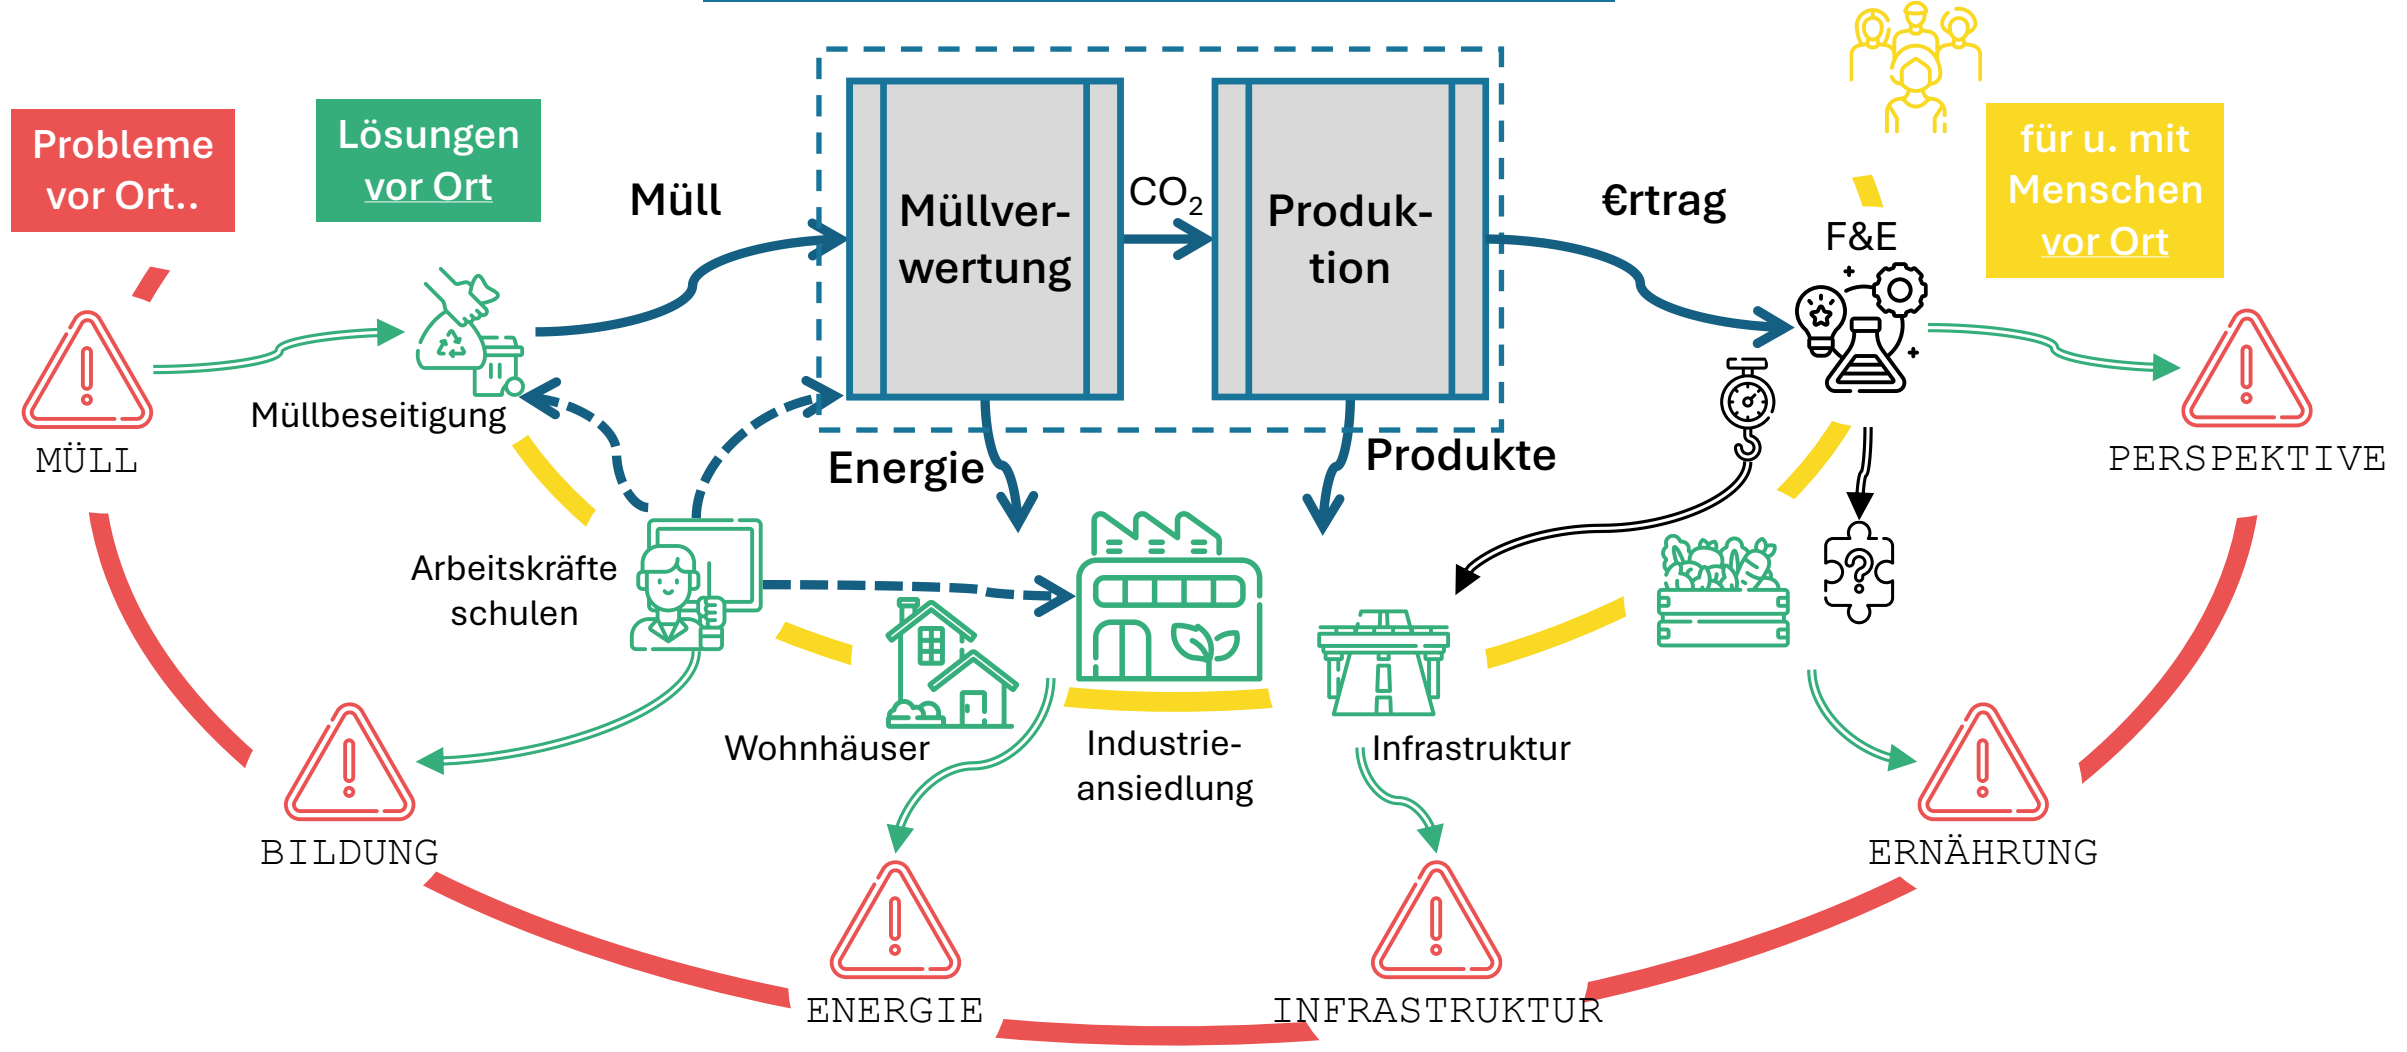 Probleme
vor Ort..
Lösungen
vor Ort
Müll
Müllver-
wertung
CO₂
Produk-
tion
€rtrag
F&E
für u. mit
Menschen
vor Ort
MÜLL
Müllbeseitigung
Energie
Produkte
PERSPEKTIVE
Arbeitskräfte
schulen
?
Wohnhäuser
Industrie-
ansiedlung
Infrastruktur
BILDUNG
ERNÄHRUNG
ENERGIE
INFRASTRUKTUR